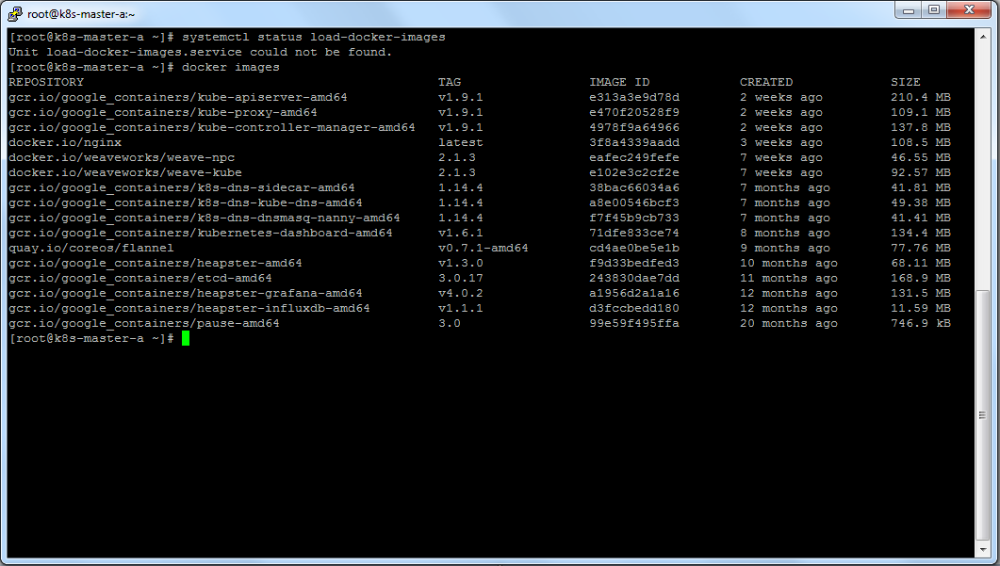 root@k8s-master-a:~
[root@k8s-master-a ~]# systemctl status load-docker-images
Unit load-docker-images.service could not be found.
[root@k8s-master-a ~]# docker images
REPOSITORY TAG IMAGE ID CREATED SIZE
gcr.io/google_containers/kube-apiserver-amd64 v1.9.1 e313a3e9d78d 2 weeks ago 210.4 MB
gcr.io/google_containers/kube-proxy-amd64 v1.9.1 e470f20528f9 2 weeks ago 109.1 MB
gcr.io/google_containers/kube-controller-manager-amd64 v1.9.1 4978f9a64966 2 weeks ago 137.8 MB
docker.io/nginx latest 3f8a4339aadd 3 weeks ago 108.5 MB
docker.io/weaveworks/weave-npc 2.1.3 eafec249fefe 7 weeks ago 46.55 MB
docker.io/weaveworks/weave-kube 2.1.3 e102e3c2cf2e 7 weeks ago 92.57 MB
gcr.io/google_containers/k8s-dns-sidecar-amd64 1.14.4 38bac66034a6 7 months ago 41.81 MB
gcr.io/google_containers/k8s-dns-kube-dns-amd64 1.14.4 a8e00546bcf3 7 months ago 49.38 MB
gcr.io/google_containers/k8s-dns-dnsmasq-nanny-amd64 1.14.4 f7f45b9cb733 7 months ago 41.41 MB
gcr.io/google_containers/kubernetes-dashboard-amd64 v1.6.1 71dfe833ce74 8 months ago 134.4 MB
quay.io/coreos/flannel v0.7.1-amd64 cd4ae0be5e1b 9 months ago 77.76 MB
gcr.io/google_containers/heapster-amd64 v1.3.0 f9d33bedfed3 10 months ago 68.11 MB
gcr.io/google_containers/etcd-amd64 3.0.17 243830dae7dd 11 months ago 168.9 MB
gcr.io/google_containers/heapster-grafana-amd64 v4.0.2 a1956d2a1a16 12 months ago 131.5 MB
gcr.io/google_containers/heapster-influxdb-amd64 v1.1.1 d3fccbedd180 12 months ago 11.59 MB
gcr.io/google_containers/pause-amd64 3.0 99e59f495ffa 20 months ago 746.9 kB
[root@k8s-master-a ~]#